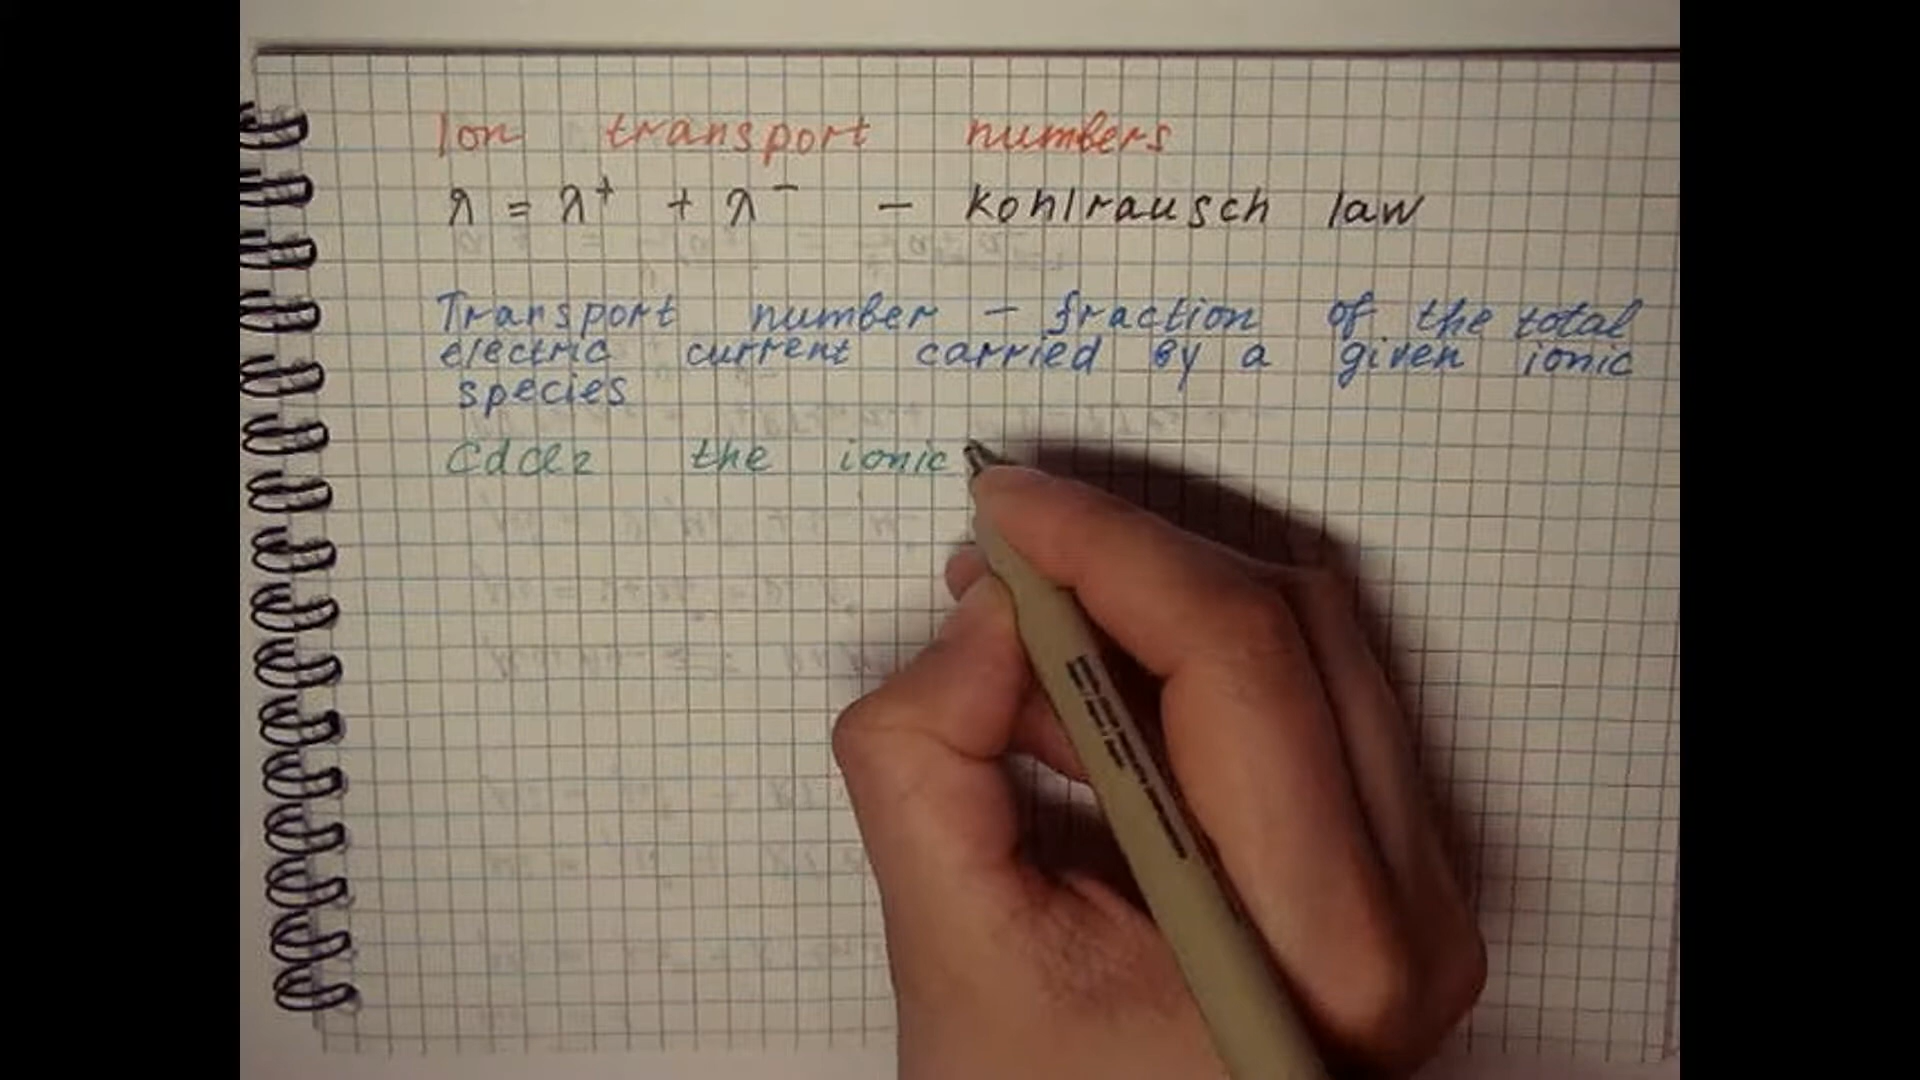 Ion transport numbers
λ = λ⁺ + λ⁻ - kohlrausch law
Transport number - fraction of the total
electric current carried by a given ionic
species
CdCl2 the ionic